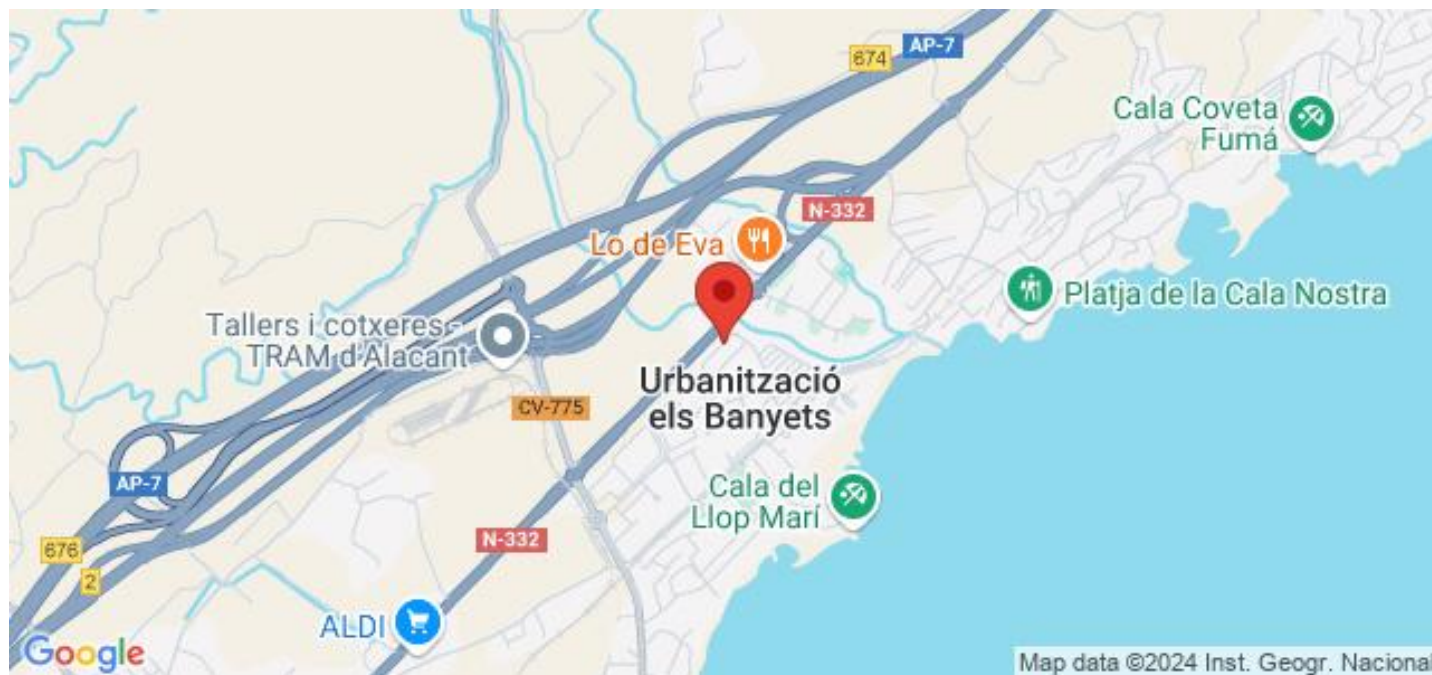 AP-7
674
Cala Coveta
Fumá
N-332
Lo de Eva
Platja de la Cala Nostra
Tallers i cotxeres -
TRAM d'Alacant
Urbanització
els Banyets
CV-775
AP-7
Cala del
Llop Marí
N-332
676
2
ALDI
Google
Map data ©2024 Inst. Geogr. Nacional